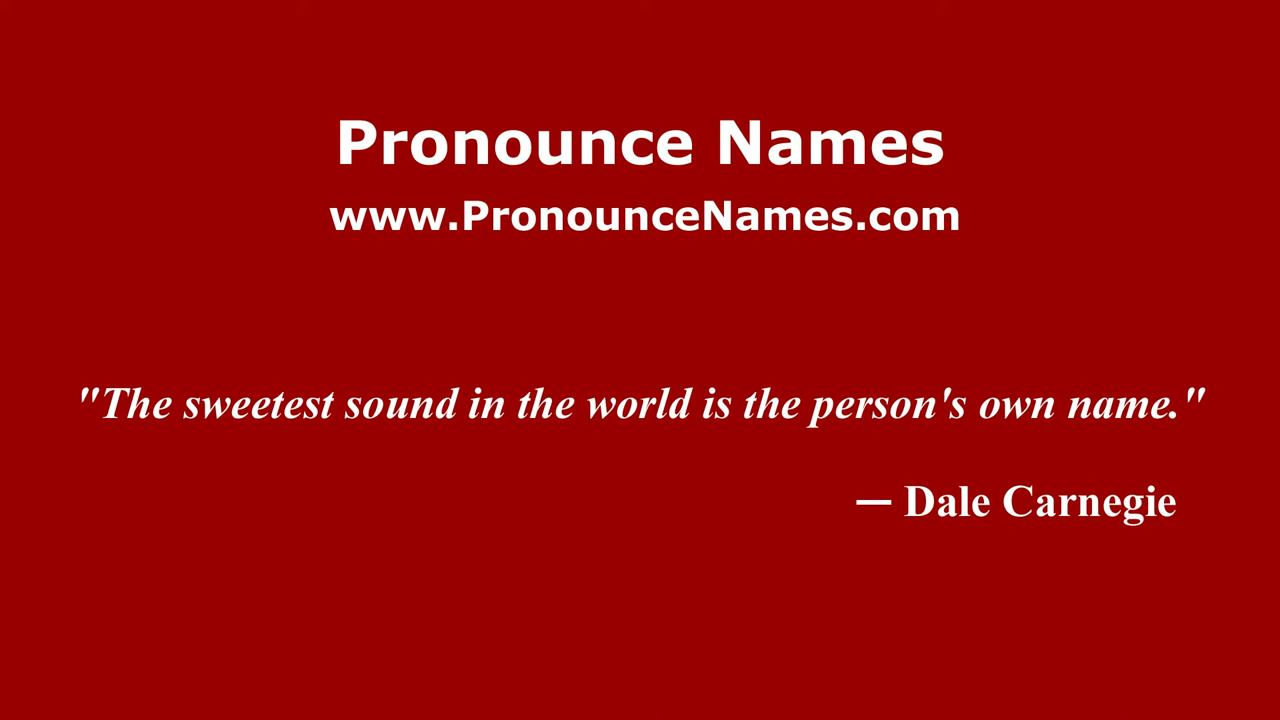 Pronounce Names
www.PronounceNames.com
"The sweetest sound in the world is the person's own name."
— Dale Carnegie